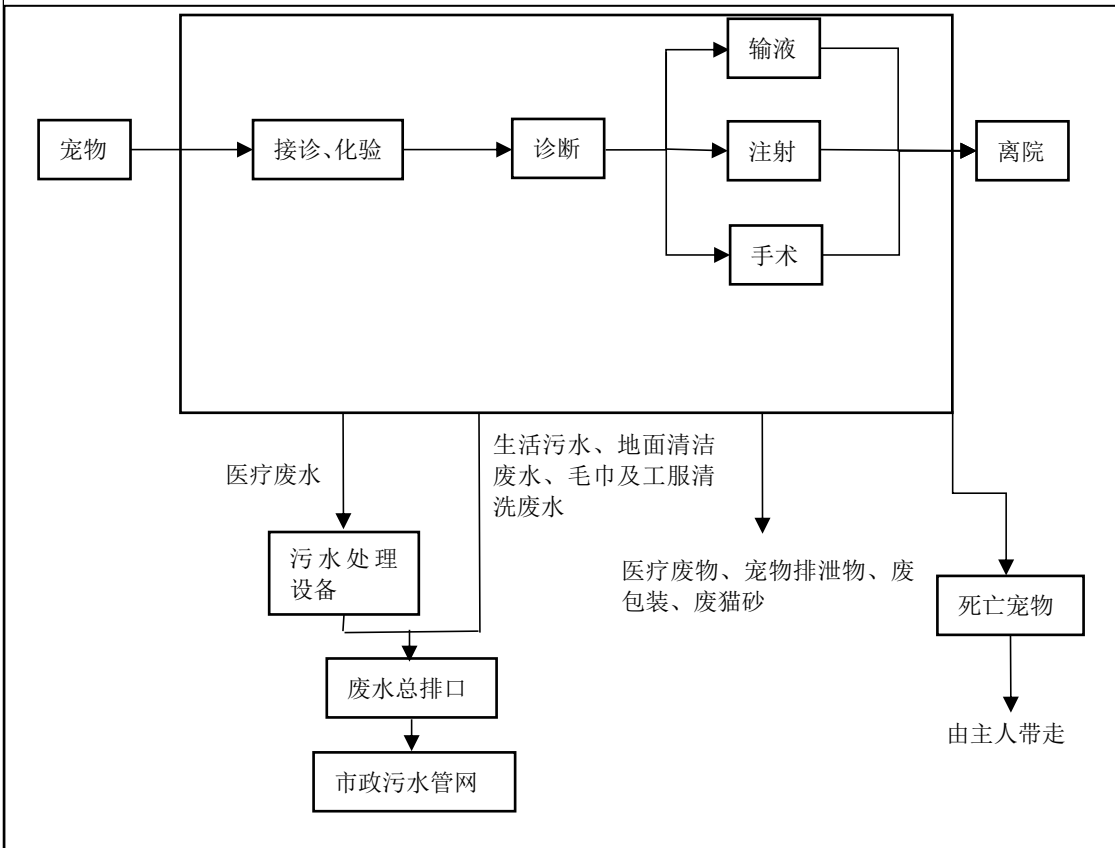 输液
宠物
接诊、化验
诊断
注射
离院
手术
医疗废水
生活污水、地面清洁
废水、毛巾及工服清
洗废水
污水处理
设备
医疗废物、宠物排泄物、废
包装、废猫砂
死亡宠物
废水总排口
由主人带走
市政污水管网